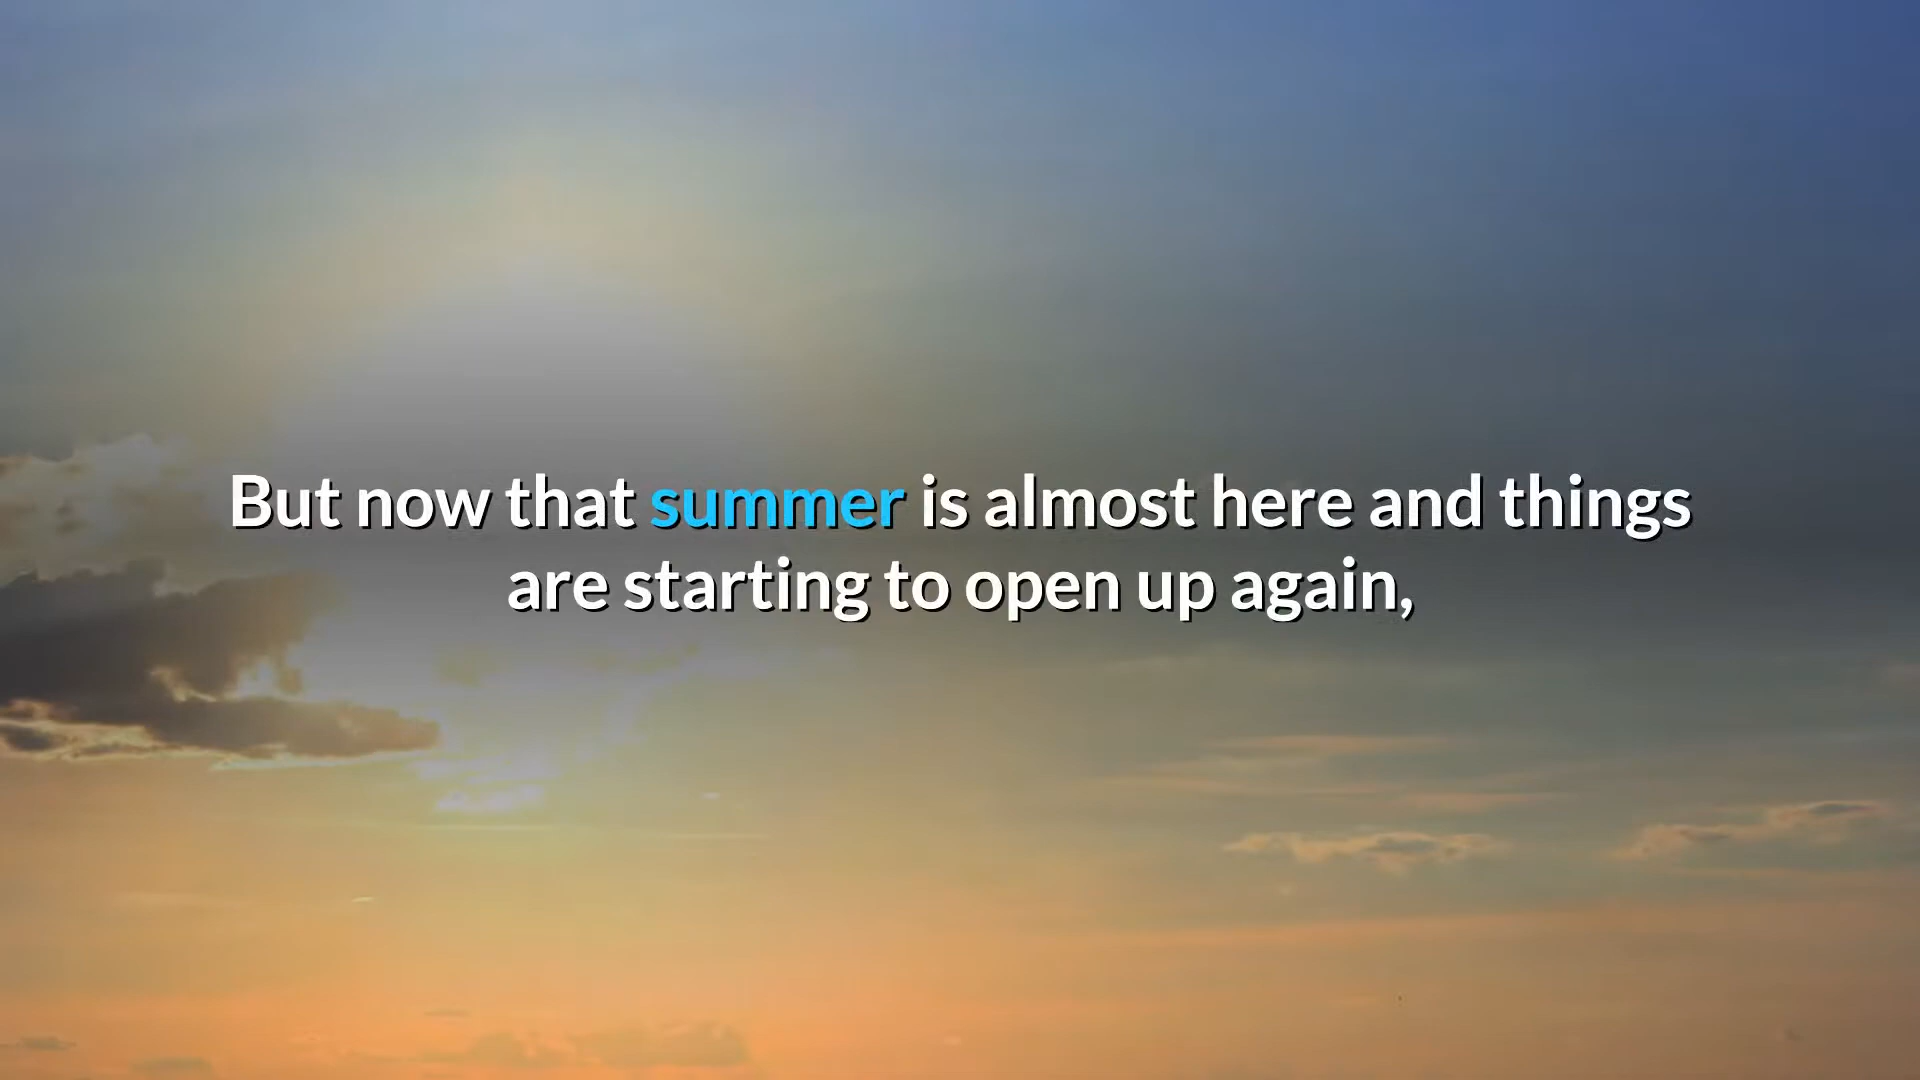 But now that summer is almost here and things
are starting to open up again,